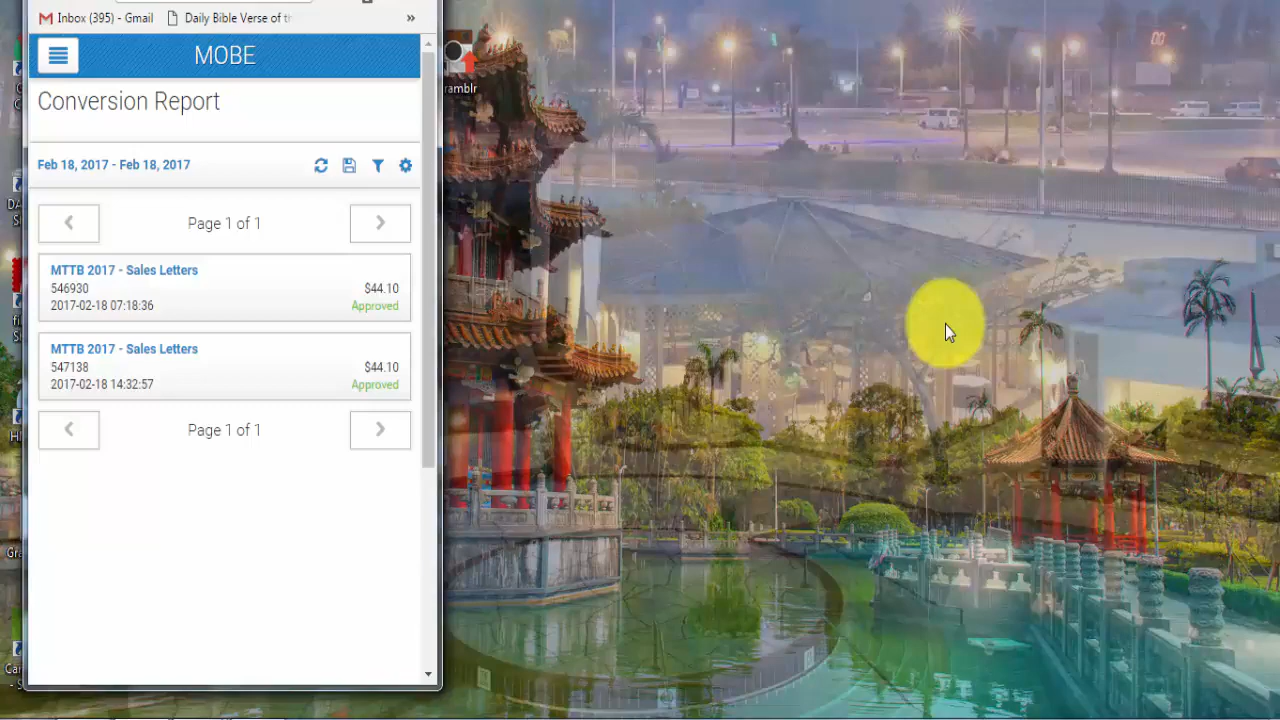 Inbox (395) - Gmail
Daily Bible Verse of th
»
MOBE
Conversion Report
Feb 18, 2017 - Feb 18, 2017
Page 1 of 1
MTTB 2017 - Sales Letters
546930
$44.10
2017-02-18 07:18:36
Approved
MTTB 2017 - Sales Letters
547138
$44.10
2017-02-18 14:32:57
Approved
Page 1 of 1
ramblr